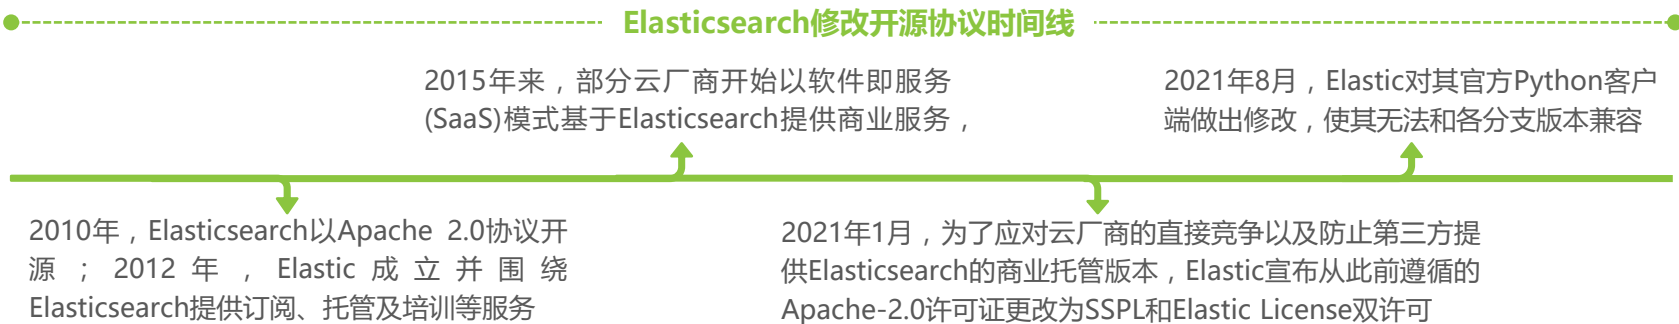 Elasticsearch修改开源协议时间线
2015年来，部分云厂商开始以软件即服务
(SaaS)模式基于Elasticsearch提供商业服务，
2021年8月，Elastic对其官方Python客户
端做出修改，使其无法和各分支版本兼容
2010年，Elasticsearch以Apache 2.0协议开
源；2012年，Elastic成立并围绕
Elasticsearch提供订阅、托管及培训等服务
2021年1月，为了应对云厂商的直接竞争以及防止第三方提
供Elasticsearch的商业托管版本，Elastic宣布从此前遵循的
Apache-2.0许可证更改为SSPL和Elastic License双许可